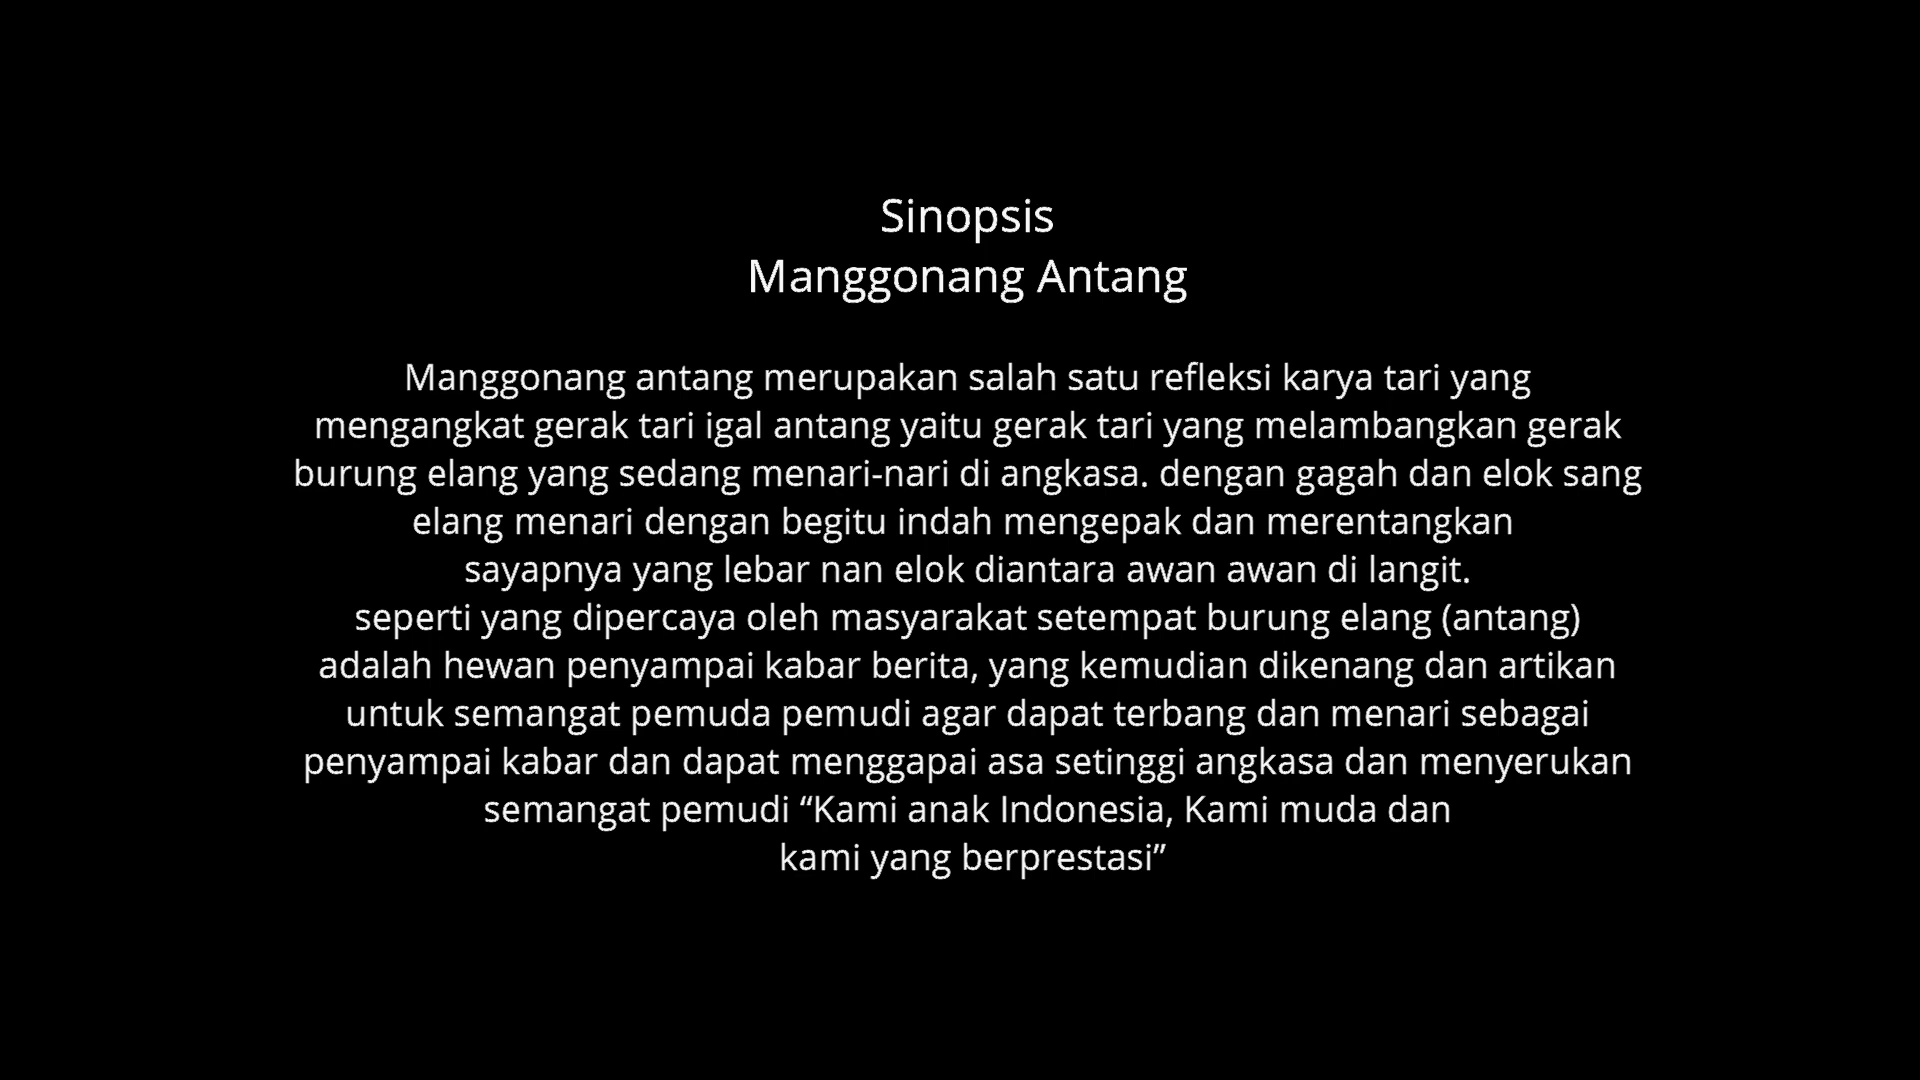 Sinopsis
Manggonang Antang
Manggonang antang merupakan salah satu refleksi karya tari yang
mengangkat gerak tari igal antang yaitu gerak tari yang melambangkan gerak
burung elang yang sedang menari-nari di angkasa. dengan gagah dan elok sang
elang menari dengan begitu indah mengepak dan merentangkan
sayapnya yang lebar nan elok diantara awan awan di langit.
seperti yang dipercaya oleh masyarakat setempat burung elang (antang)
adalah hewan penyampai kabar berita, yang kemudian dikenang dan artikan
untuk semangat pemuda pemudi agar dapat terbang dan menari sebagai
penyampai kabar dan dapat menggapai asa setinggi angkasa dan menyerukan
semangat pemudi “Kami anak Indonesia, Kami muda dan
kami yang berprestasi”